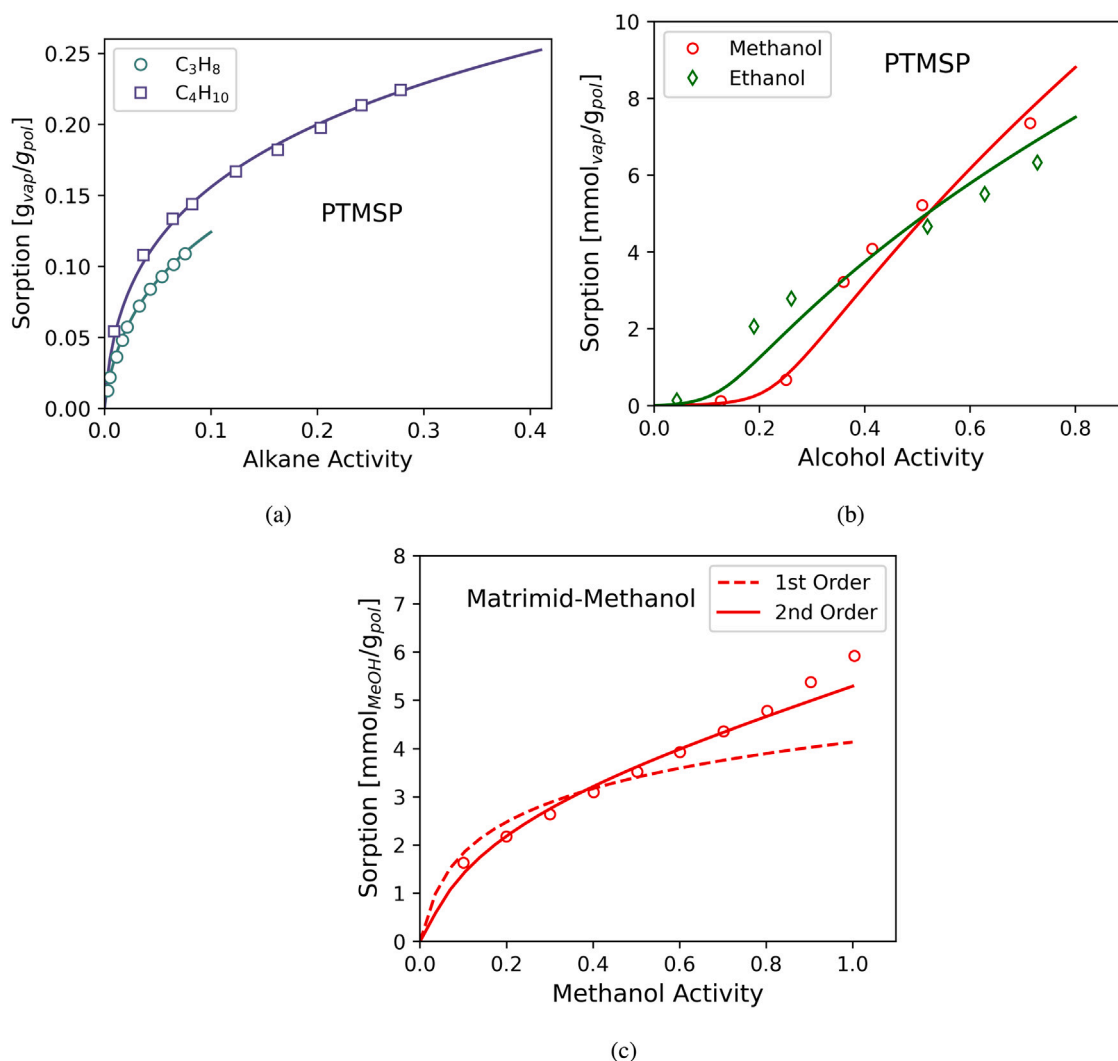 C₃H₈
C₄H₁₀
PTMSP
0.25
0.20
0.15
0.10
0.05
0.00
Sorption [g_vap/g_pol]
0.0 0.1 0.2 0.3 0.4
Alkane Activity
(a)
Methanol
Ethanol
PTMSP
10
8
6
4
2
0
Sorption [mmol_vap/g_pol]
0.0 0.2 0.4 0.6 0.8
Alcohol Activity
(b)
Matrimid-Methanol
1st Order
2nd Order
8
7
6
5
4
3
2
1
0
Sorption [mmol_MeOH/g_pol]
0.0 0.2 0.4 0.6 0.8 1.0
Methanol Activity
(c)